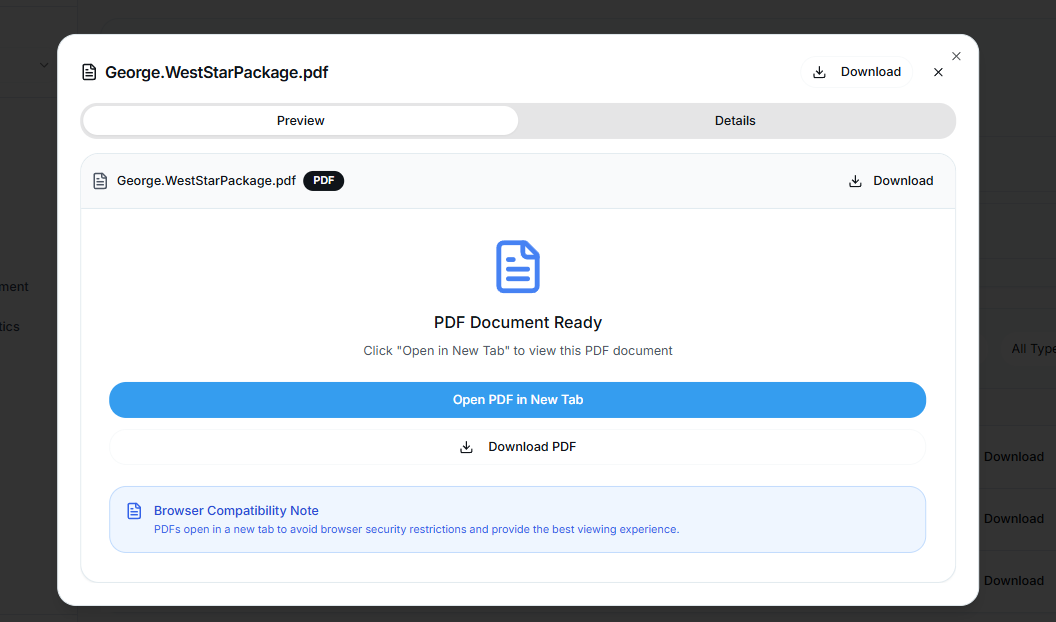 George.WestStarPackage.pdf
Download
Preview
Details
George.WestStarPackage.pdf
PDF
Download
PDF Document Ready
Click "Open in New Tab" to view this PDF document
Open PDF in New Tab
Download PDF
Browser Compatibility Note
PDFs open in a new tab to avoid browser security restrictions and provide the best viewing experience.
ment
tics
All Type
Download
Download
Download